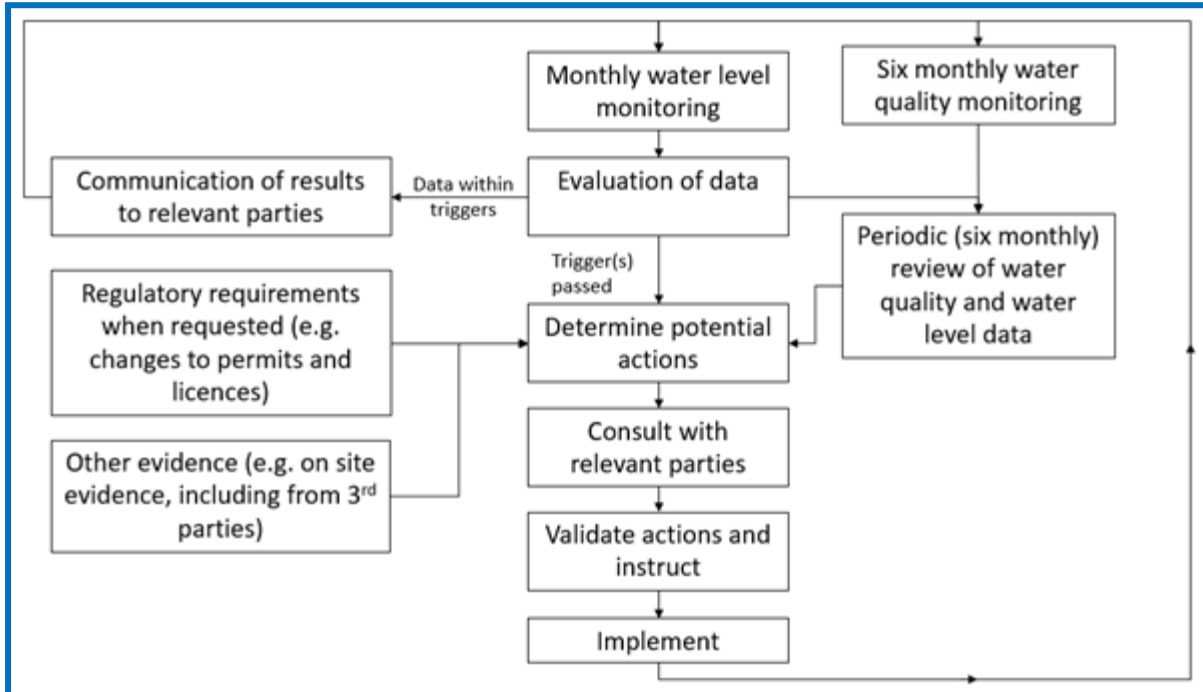 Monthly water level
monitoring
Six monthly water
quality monitoring
Communication of results
to relevant parties
Data within
triggers
Evaluation of data
Periodic (six monthly)
review of water
quality and water
level data
Trigger(s)
passed
Regulatory requirements
when requested (e.g.
changes to permits and
licences)
Determine potential
actions
Other evidence (e.g. on site
evidence, including from 3rd
parties)
Consult with
relevant parties
Validate actions and
instruct
Implement